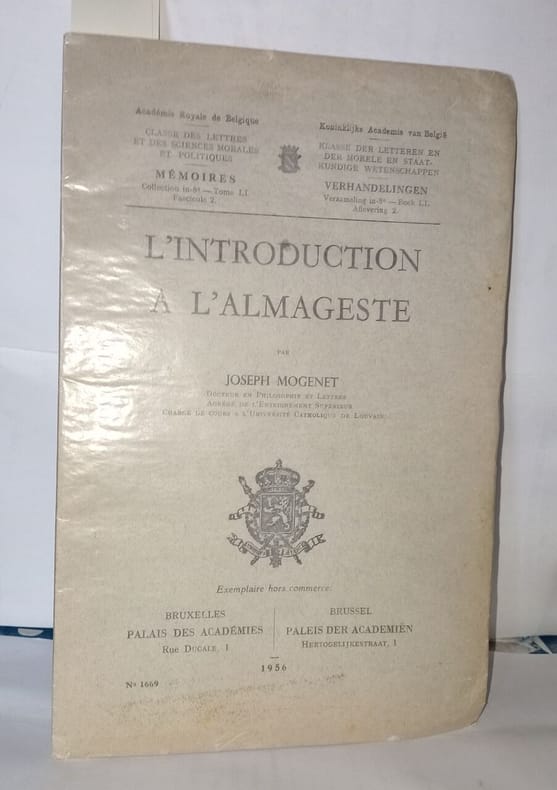 Académie Royale de Belgique
CLASSE DES LETTRES
ET DES SCIENCES MORALES
ET POLITIQUES
MÉMOIRES
Collection in-8º — Tome LI.
Fascicule 2.
Koninklijke Academie van België
KLASSE DER LETTEREN EN
DER MORELE EN STAAT-
KUNDIGE WETENSCHAPPEN
VERHANDELINGEN
Verzameling in-8º — Boek LI.
Aflevering 2.
L'INTRODUCTION
A L'ALMAGESTE
PAR
JOSEPH MOGENET
DOCTEUR EN PHILOSOPHIE ET LETTRES
AGRÉGÉ DE L'ENSEIGNEMENT SUPÉRIEUR
CHARGÉ DE COURS A L'UNIVERSITÉ CATHOLIQUE DE LOUVAIN
Exemplaire hors commerce.
BRUXELLES
PALAIS DES ACADÉMIES
RUE DUCALE, 1
BRUSSEL
PALEIS DER ACADEMIËN
HERTOGELIJKESTRAAT, 1
1956
Nº 1669